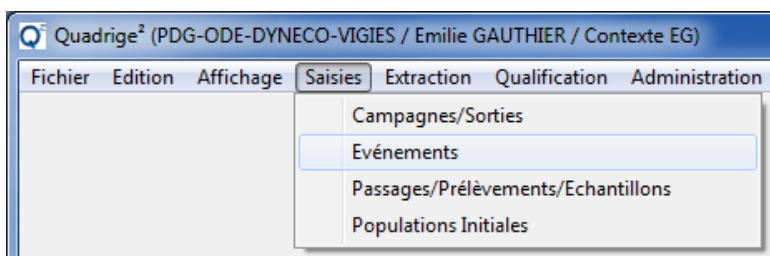 Quadrige² (PDG-ODE-DYNECO-VIGIES / Emilie GAUTHIER / Contexte EG)
Fichier Edition Affichage Saisies Extraction Qualification Administration
Campagnes/Sorties
Evénements
Passages/Prélèvements/Echantillons
Populations Initiales